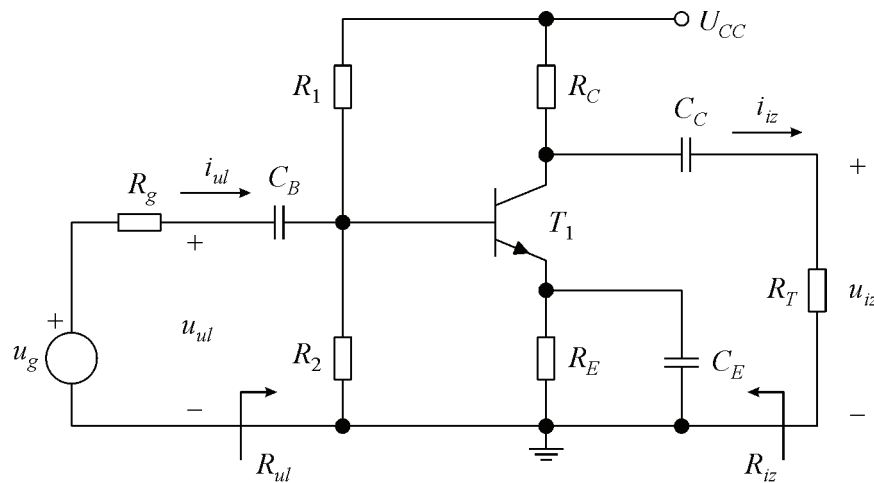 U_CC
R_1
R_C
C_C
i_iz
i_ul
R_g
C_B
+
+
T_1
+
R_T
u_iz
u_ul
u_g
R_2
R_E
C_E
−
−
R_ul
R_iz